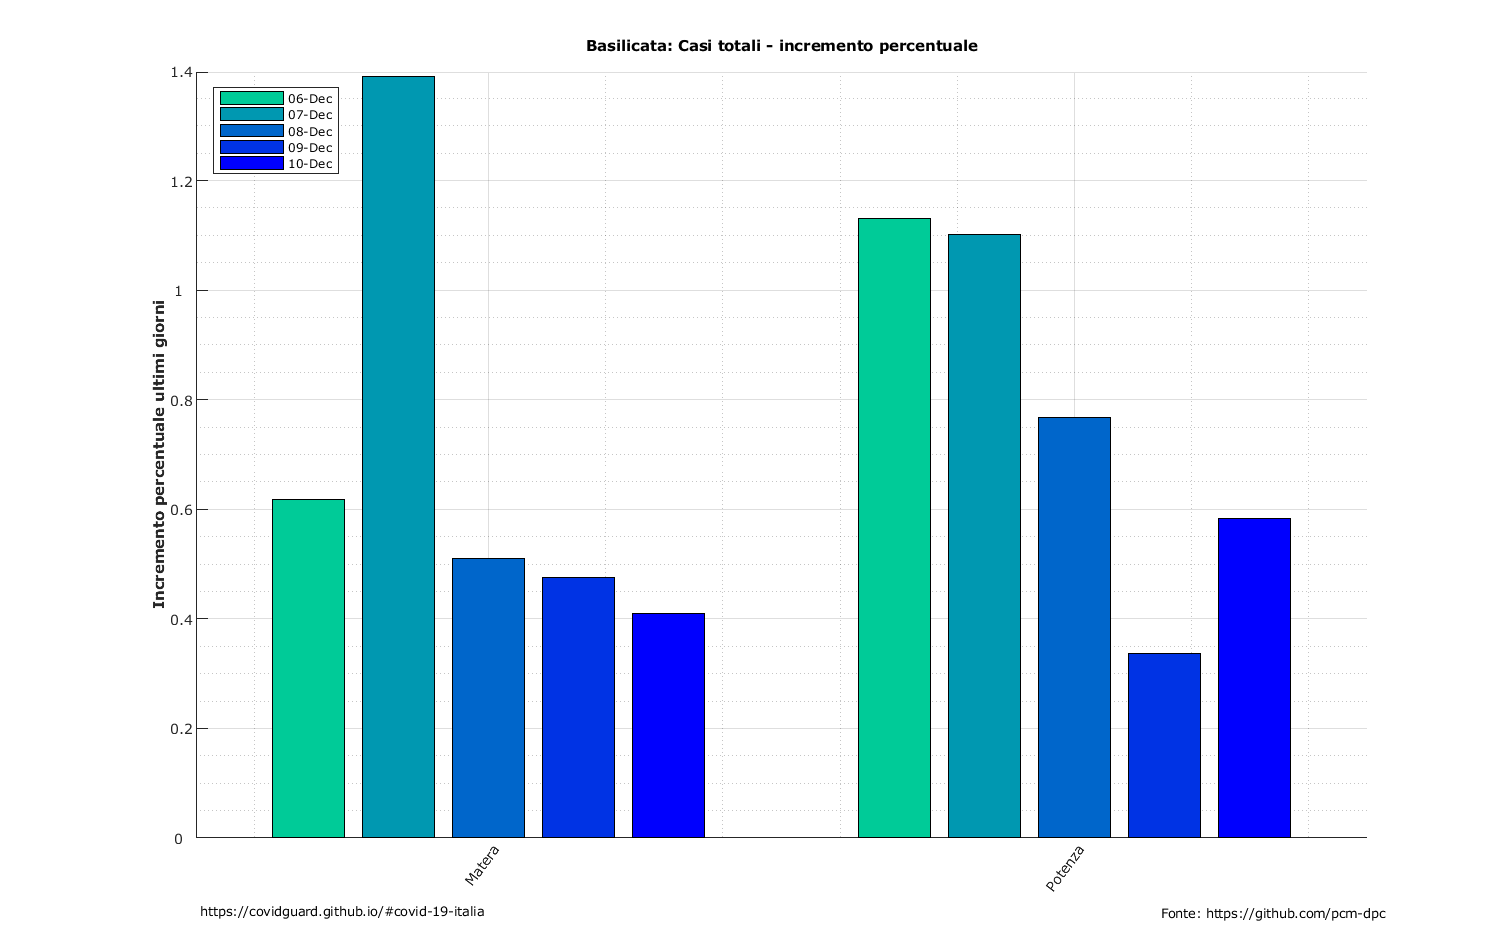 Basilicata: Casi totali - incremento percentuale
1.4
1.2
1
0.8
0.6
0.4
0.2
0
Incremento percentuale ultimi giorni
06-Dec
07-Dec
08-Dec
09-Dec
10-Dec
Matera
Potenza
https://covidguard.github.io/#covid-19-italia
Fonte: https://github.com/pcm-dpc